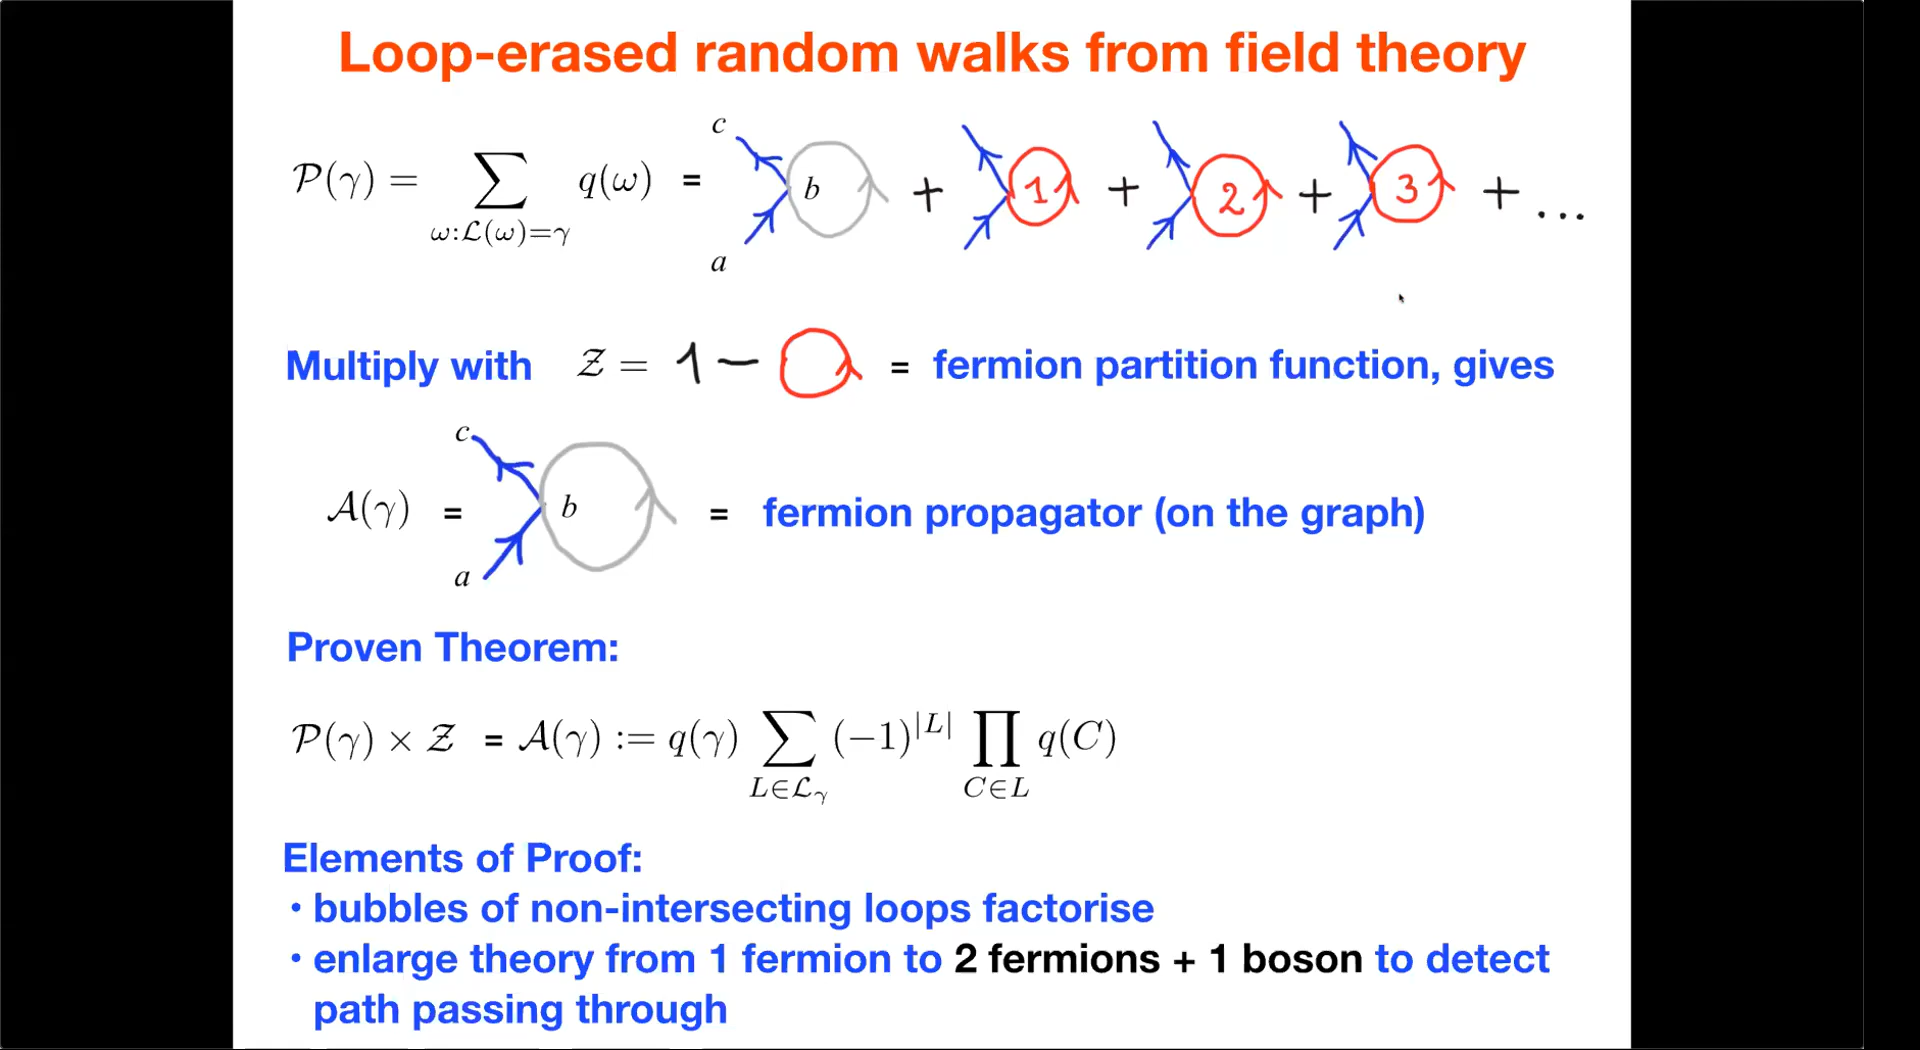 Loop-erased random walks from field theory
c
𝒫(γ) = ∑ q(ω) = b + 1 + 2 + 3 + ...
ω:ℒ(ω)=γ
a
Multiply with 𝒵 = 1 − = fermion partition function, gives
c
𝒜(γ) = b = fermion propagator (on the graph)
a
Proven Theorem:
𝒫(γ) × 𝒵 = 𝒜(γ) := q(γ) ∑ (−1)^|L| ∏ q(C)
L∈ℒ_γ C∈L
Elements of Proof:
• bubbles of non-intersecting loops factorise
• enlarge theory from 1 fermion to 2 fermions + 1 boson to detect
path passing through